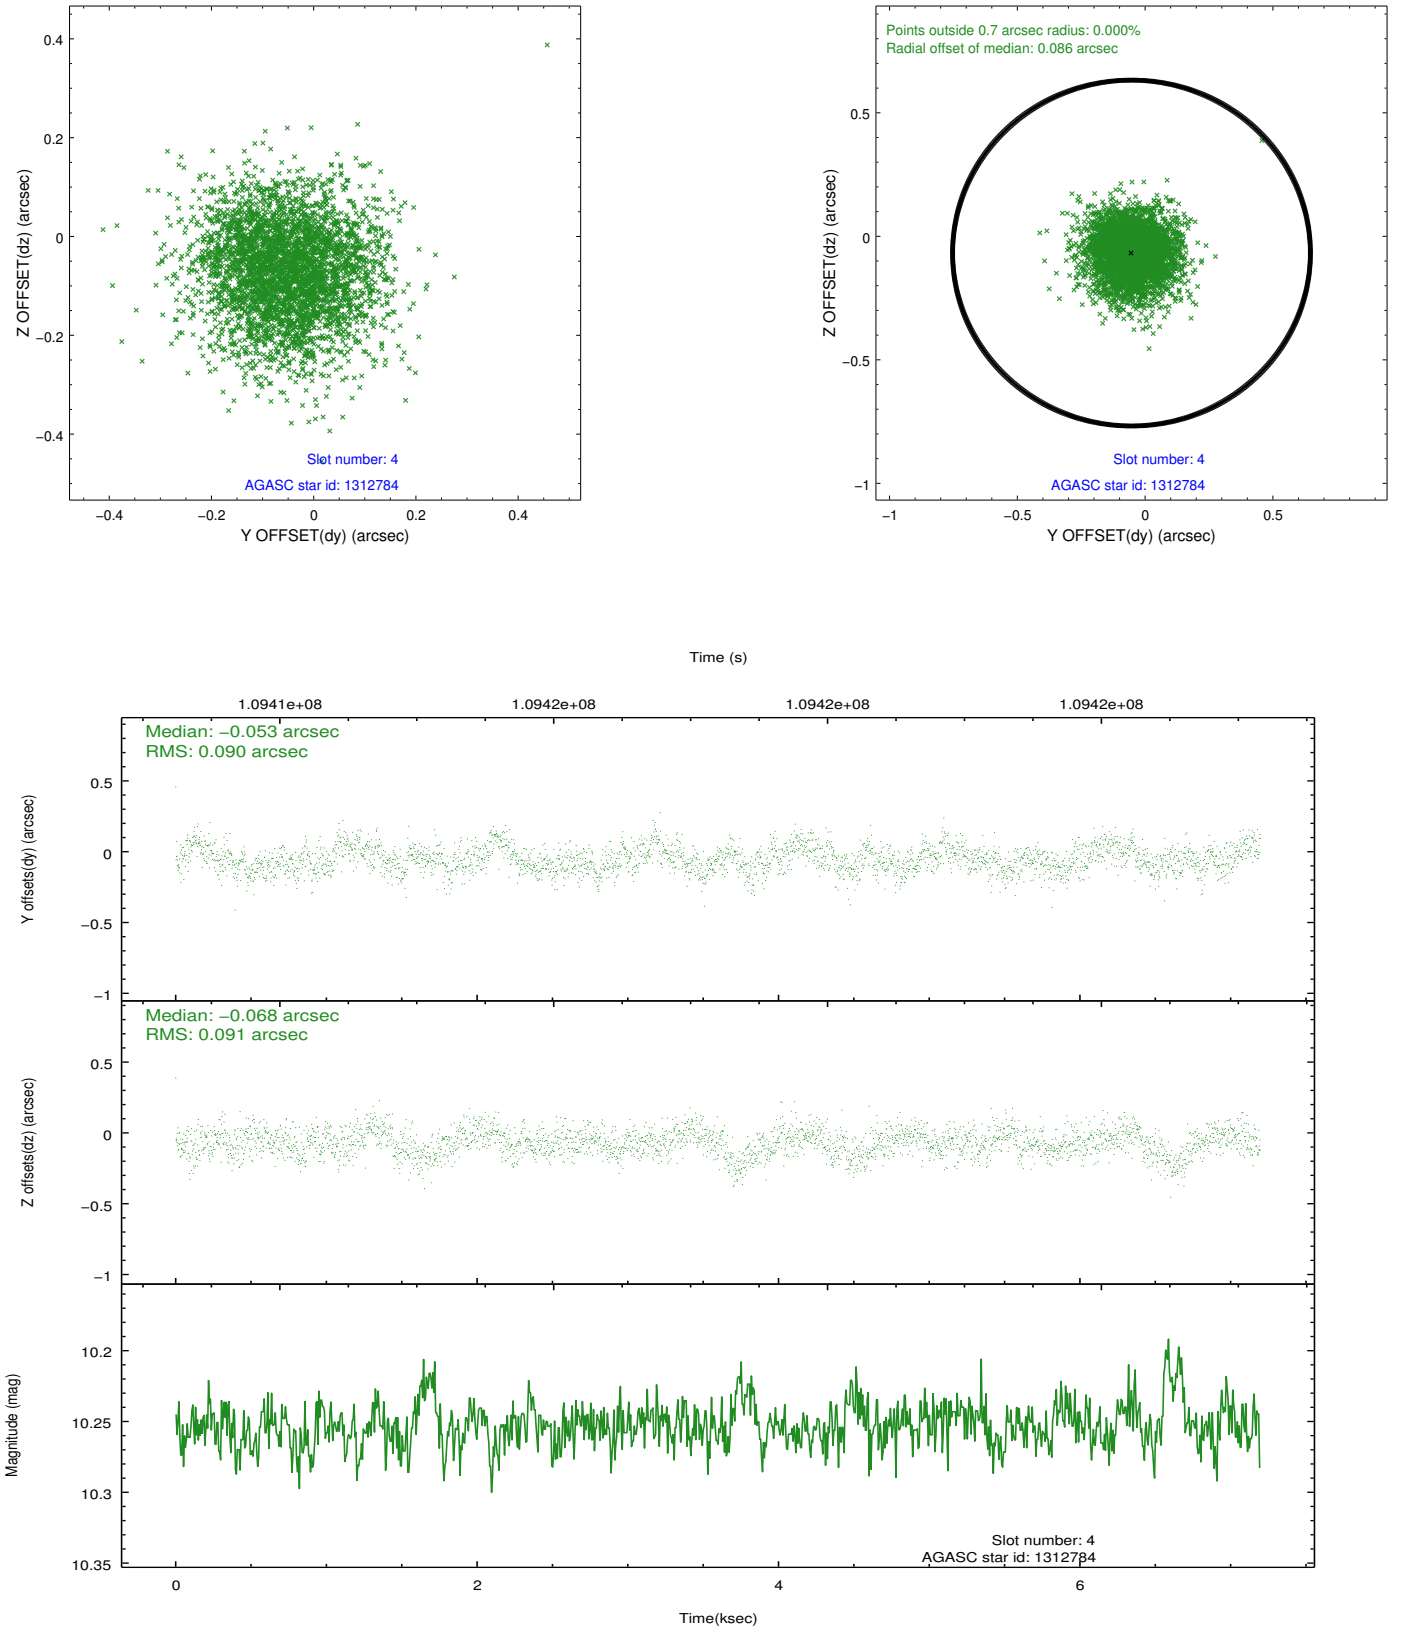 0.4
0.2
0
−0.2
−0.4
Z OFFSET(dz) (arcsec)
Slot number: 4
AGASC star id: 1312784
−0.4 −0.2 0 0.2 0.4
Y OFFSET(dy) (arcsec)
Points outside 0.7 arcsec radius: 0.000%
Radial offset of median: 0.086 arcsec
0.5
0
−0.5
−1
Z OFFSET(dz) (arcsec)
Slot number: 4
AGASC star id: 1312784
−1 −0.5 0 0.5
Y OFFSET(dy) (arcsec)
Time (s)
1.0941e+08 1.0942e+08 1.0942e+08 1.0942e+08
Median: −0.053 arcsec
RMS: 0.090 arcsec
0.5
0
−0.5
−1
Y offsets(dy) (arcsec)
Median: −0.068 arcsec
RMS: 0.091 arcsec
0.5
0
−0.5
−1
Z offsets(dz) (arcsec)
10.2
10.25
10.3
10.35
Magnitude (mag)
Slot number: 4
AGASC star id: 1312784
0 2 4 6
Time(ksec)